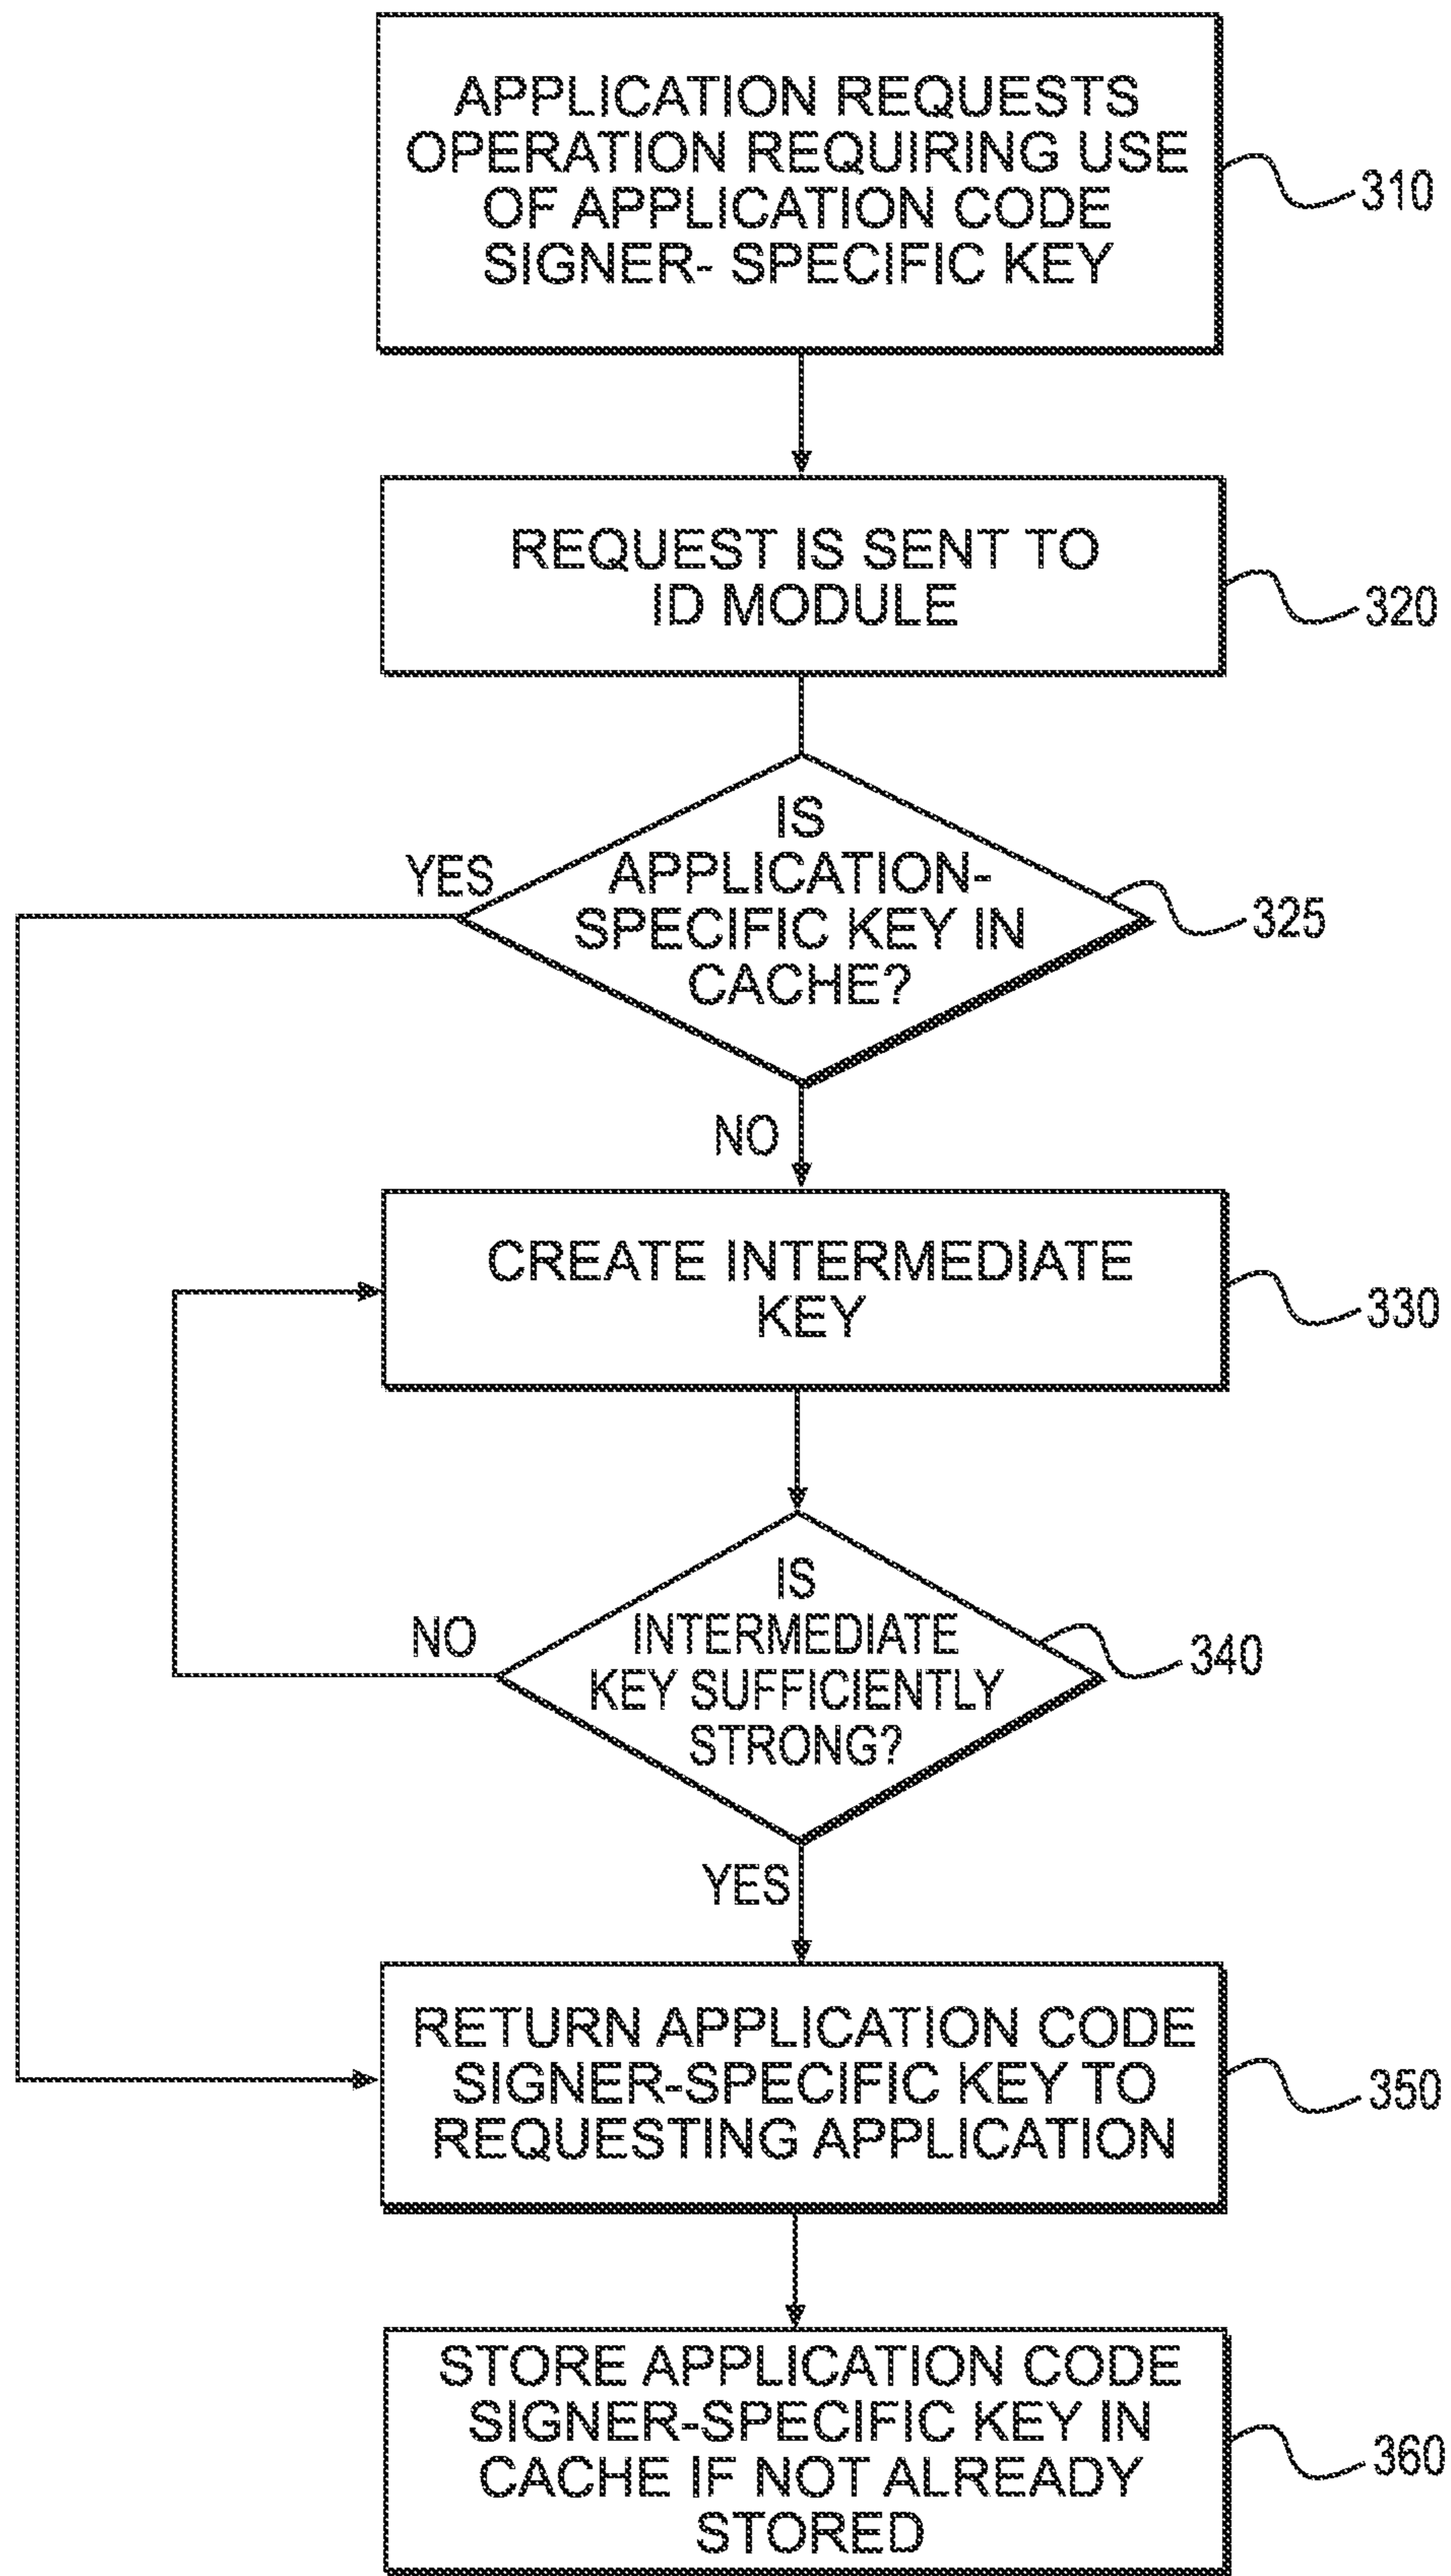 APPLICATION REQUESTS
OPERATION REQUIRING USE
OF APPLICATION CODE
SIGNER- SPECIFIC KEY
310
REQUEST IS SENT TO
ID MODULE
320
IS
APPLICATION-
SPECIFIC KEY IN
CACHE?
YES
325
NO
CREATE INTERMEDIATE
KEY
330
IS
INTERMEDIATE
KEY SUFFICIENTLY
STRONG?
NO
340
YES
RETURN APPLICATION CODE
SIGNER-SPECIFIC KEY TO
REQUESTING APPLICATION
350
STORE APPLICATION CODE
SIGNER-SPECIFIC KEY IN
CACHE IF NOT ALREADY
STORED
360